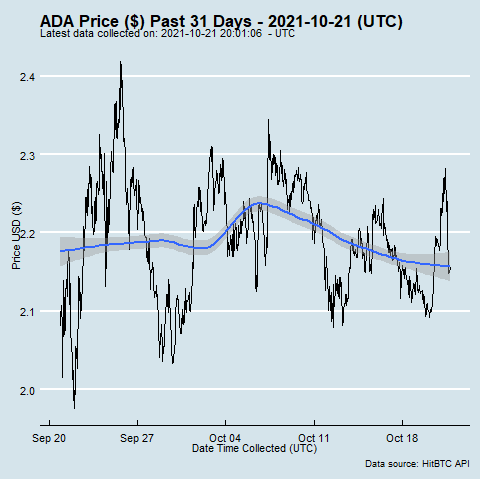 ADA Price ($) Past 31 Days - 2021-10-21 (UTC)
Latest data collected on: 2021-10-21 20:01:06 - UTC
2.4
2.3
2.2
2.1
2.0
Price USD ($)
Sep 20 Sep 27 Oct 04 Oct 11 Oct 18
Date Time Collected (UTC)
Data source: HitBTC API